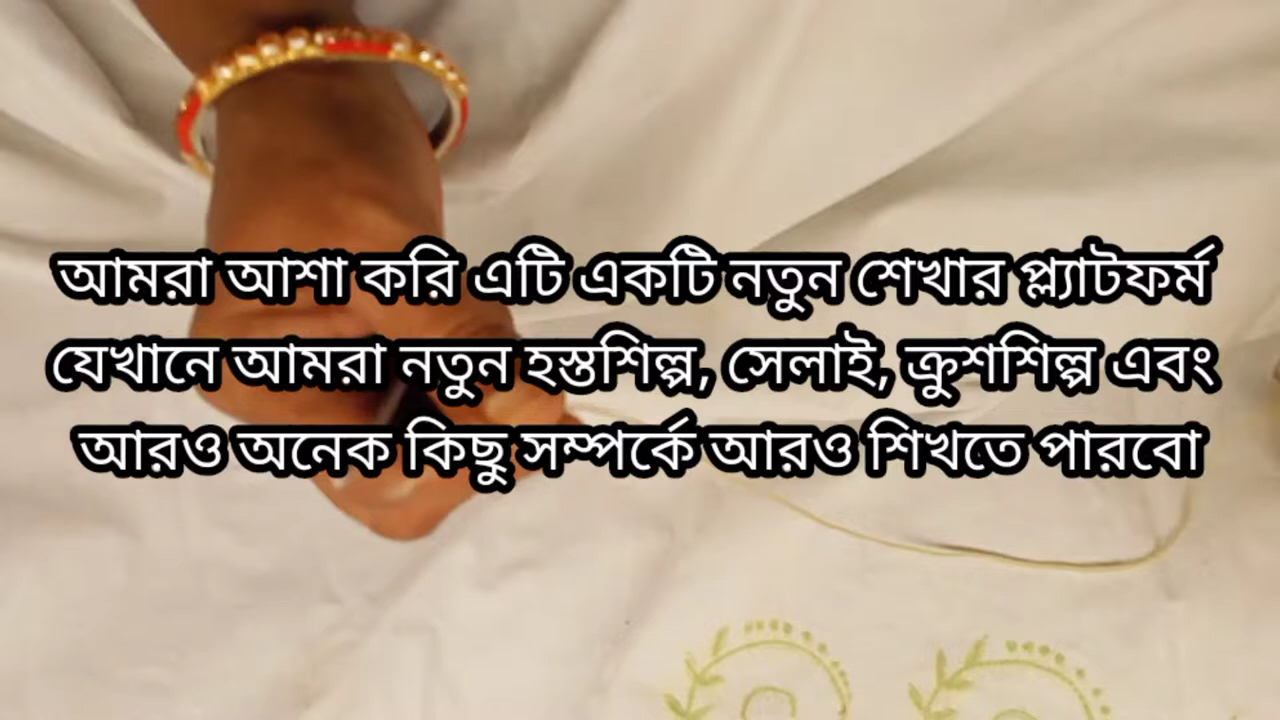 আমরা আশা করি এটি একটি নতুন শেখার প্ল্যাটফর্ম
যেখানে আমরা নতুন হস্তশিল্প, সেলাই, ক্রুশশিল্প এবং
আরও অনেক কিছু সম্পর্কে আরও শিখতে পারবো